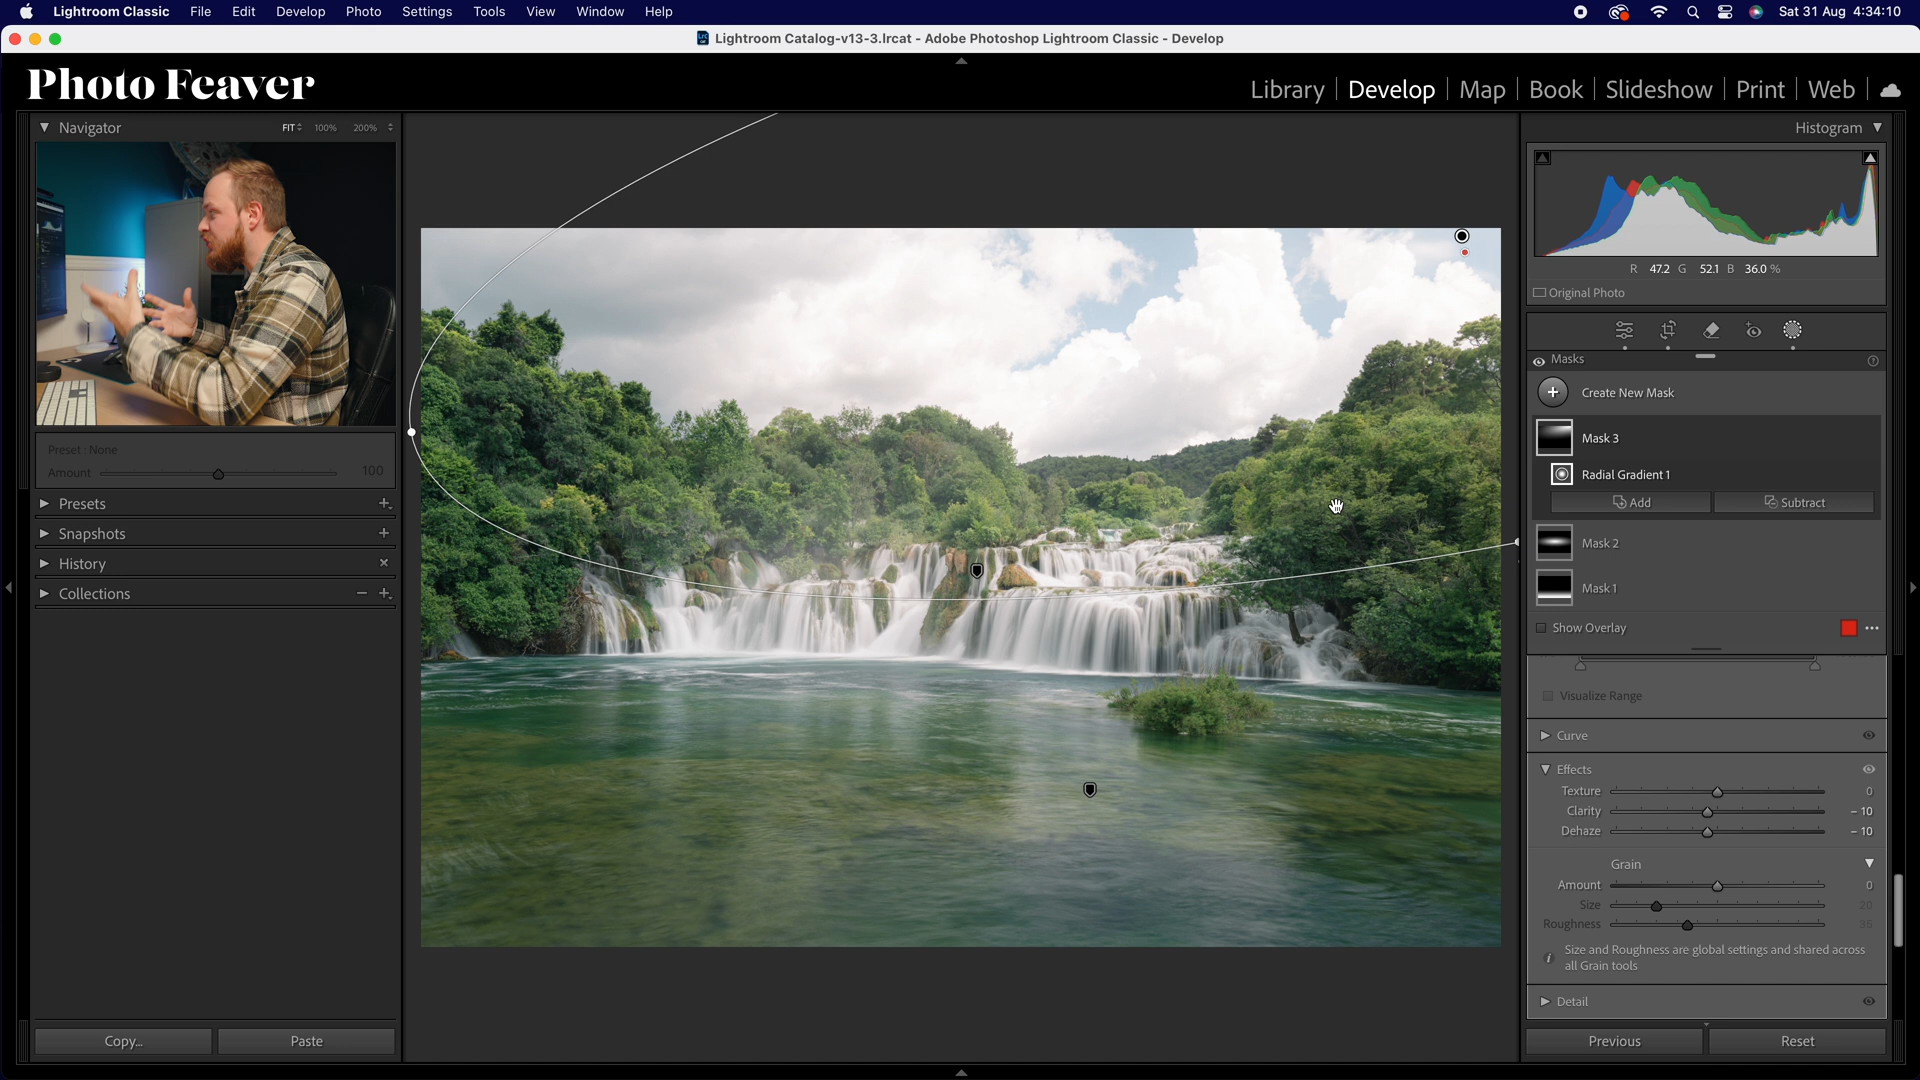 Lightroom Classic File Edit Develop Photo Settings Tools View Window Help Sat 31 Aug 4:34:10
Lightroom Catalog-v13-3.lrcat - Adobe Photoshop Lightroom Classic - Develop
Photo Feaver
Library Develop Map Book Slideshow Print Web
Navigator FIT 100% 200%
Preset : None
Amount 100
Presets
Snapshots
History
Collections
Copy... Paste
Histogram
R 47.2 G 52.1 B 36.0 %
Original Photo
Masks
Create New Mask
Mask 3
Radial Gradient 1
Add Subtract
Mask 2
Mask 1
Show Overlay
Visualize Range
Curve
Effects
Texture 0
Clarity – 10
Dehaze – 10
Grain
Amount 0
Size 20
Roughness 35
Size and Roughness are global settings and shared across
all Grain tools
Detail
Previous Reset